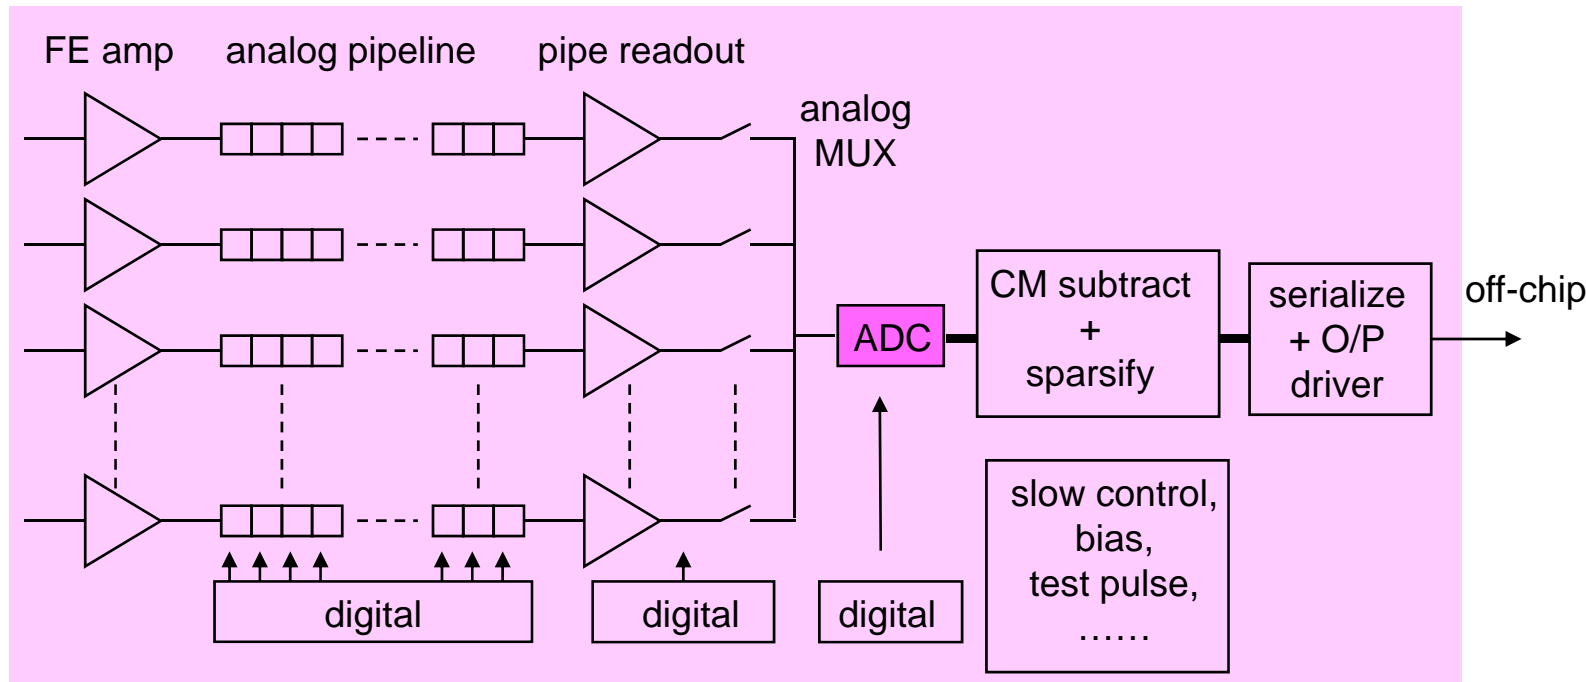 FE amp
analog pipeline
pipe readout
analog
MUX
ADC
CM subtract
+
sparsify
serialize
+ O/P
driver
off-chip
slow control,
bias,
test pulse,
……
digital
digital
digital